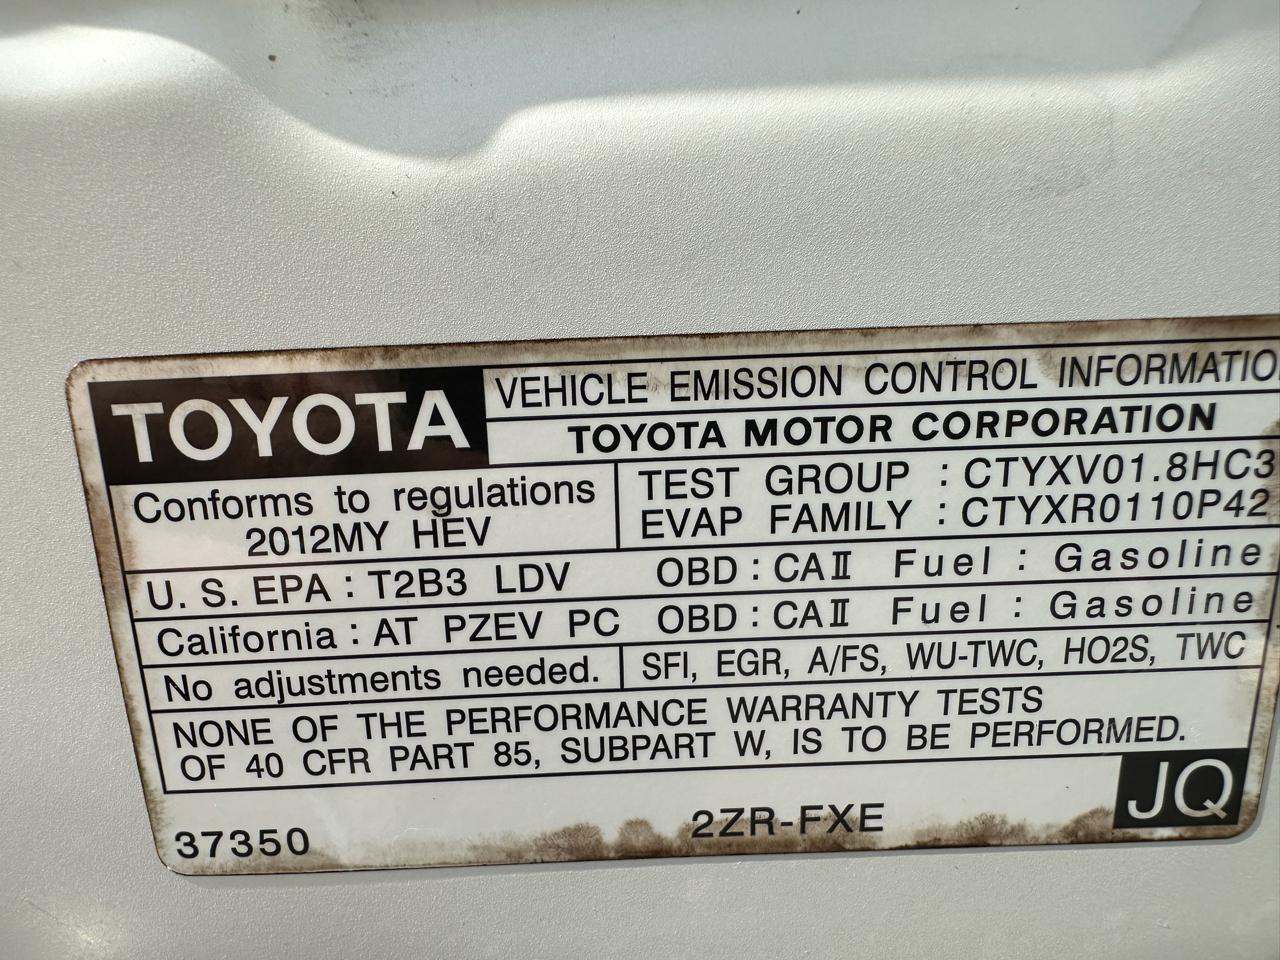 TOYOTA
VEHICLE EMISSION CONTROL INFORMATIO
TOYOTA MOTOR CORPORATION
Conforms to regulations
2012MY HEV
TEST GROUP : CTYXV01.8HC3
EVAP FAMILY : CTYXR0110P42
U. S. EPA : T2B3 LDV OBD : CAⅡ Fuel : Gasoline
California : AT PZEV PC OBD : CAⅡ Fuel : Gasoline
No adjustments needed. SFI, EGR, A/FS, WU-TWC, HO2S, TWC
NONE OF THE PERFORMANCE WARRANTY TESTS
OF 40 CFR PART 85, SUBPART W, IS TO BE PERFORMED.
37350 2ZR-FXE JQ